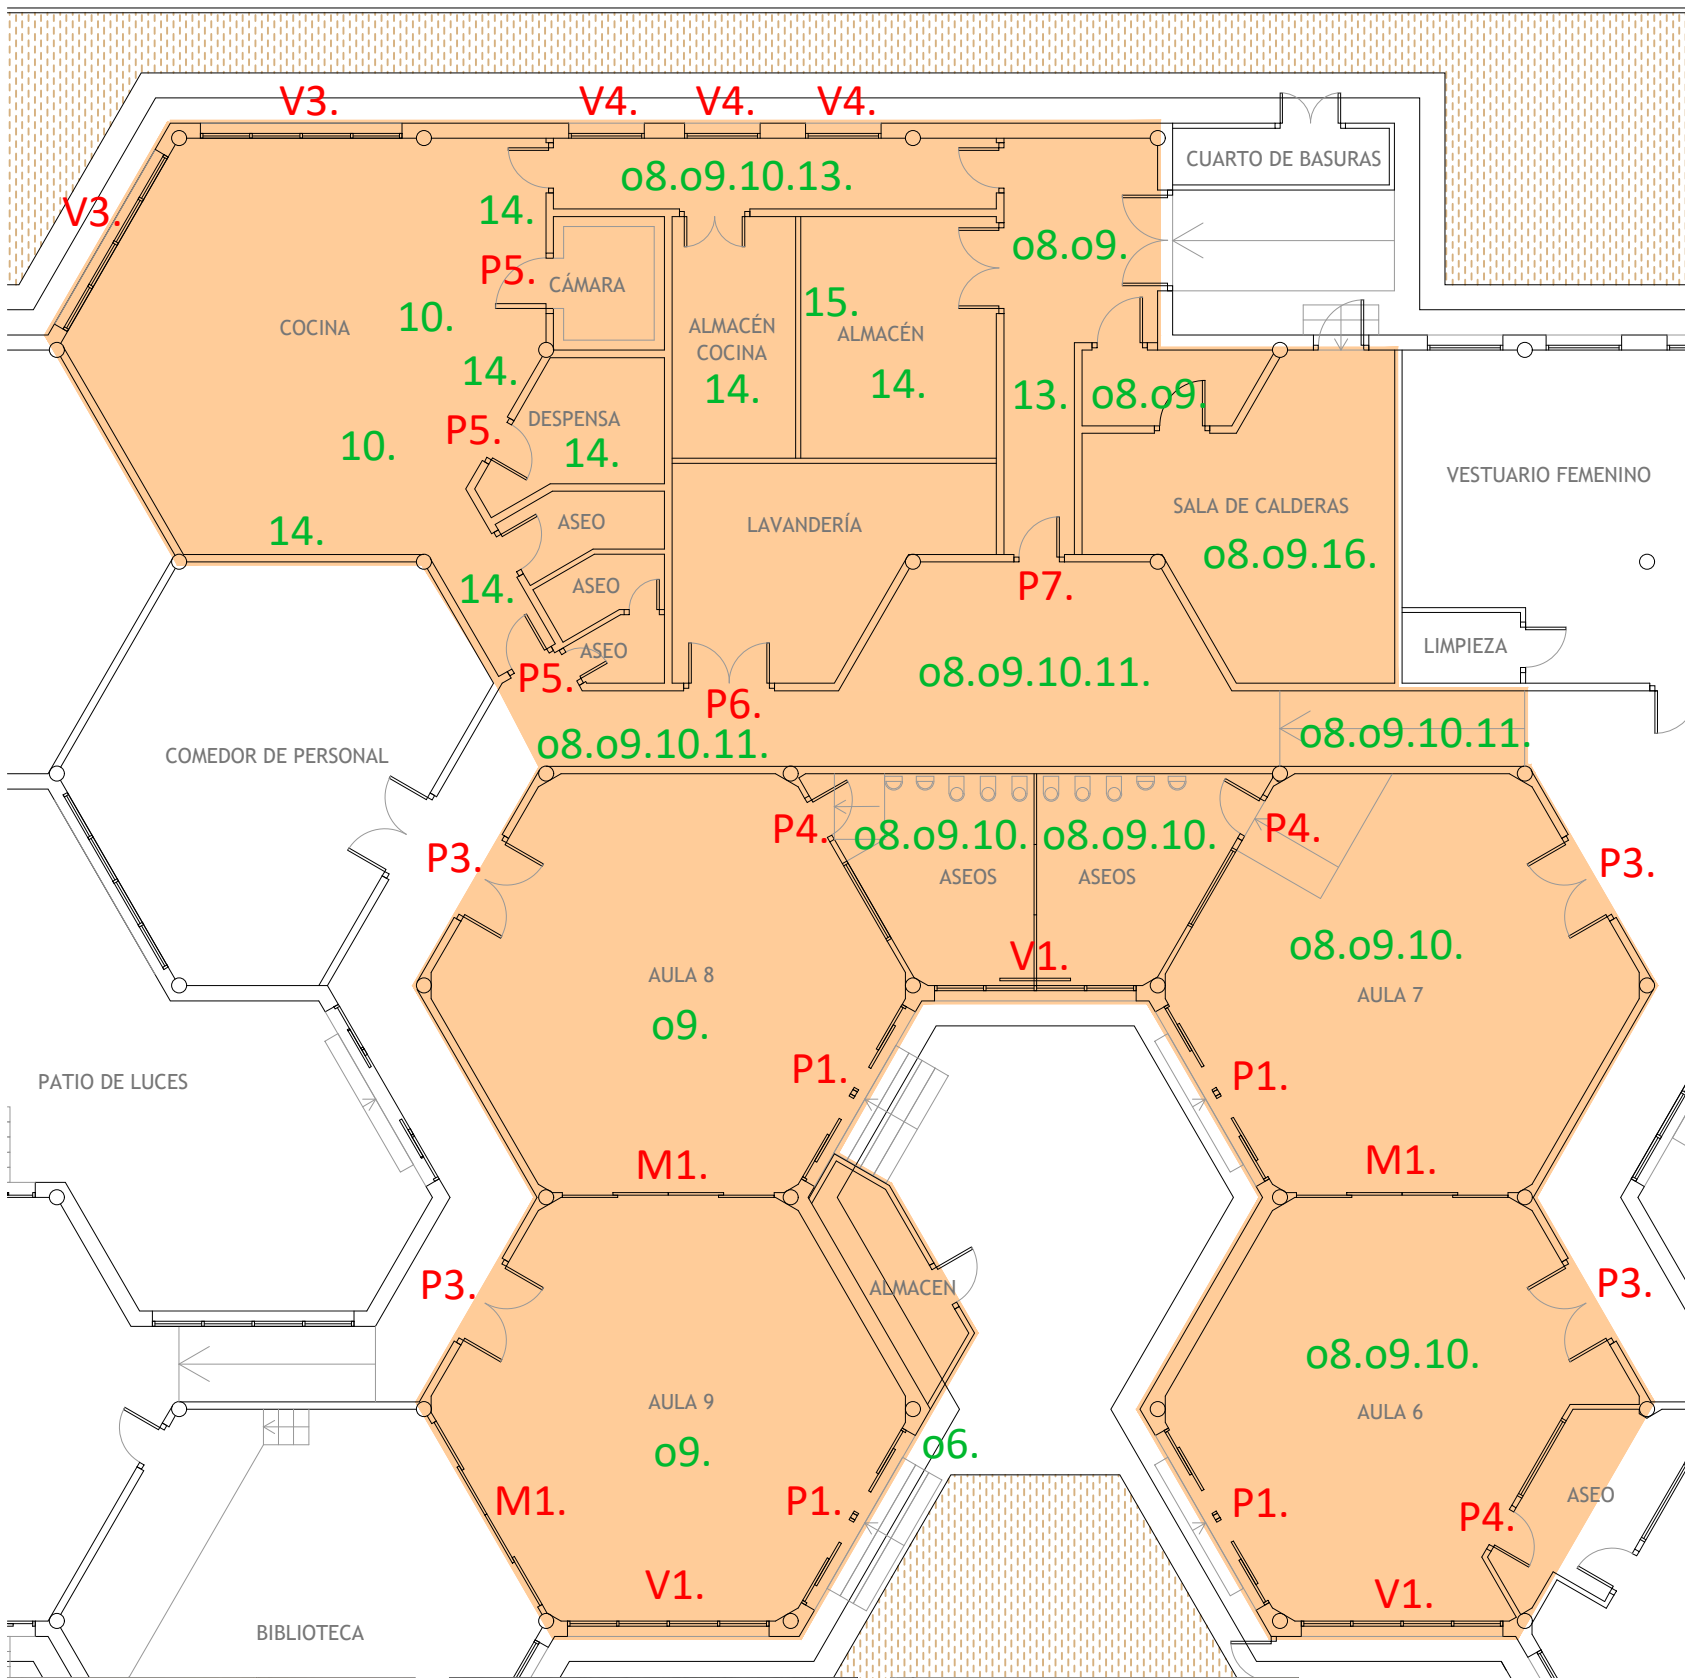 V3.
V4.
V4.
V4.
CUARTO DE BASURAS
o8.o9.10.13.
V3.
14.
o8.o9.
P5.
CÁMARA
15.
10.
COCINA
ALMACÉN
COCINA
ALMACÉN
14.
14.
14.
13.
o8.o9.
DESPENSA
P5.
10.
14.
VESTUARIO FEMENINO
SALA DE CALDERAS
ASEO
LAVANDERÍA
14.
o8.o9.16.
ASEO
14.
P7.
LIMPIEZA
ASEO
P5.
o8.o9.10.11.
P6.
o8.o9.10.11.
o8.o9.10.11.
COMEDOR DE PERSONAL
P4.
o8.o9.10.
o8.o9.10.
P4.
P3.
P3.
ASEOS
ASEOS
o8.o9.10.
V1.
AULA 8
AULA 7
o9.
P1.
P1.
PATIO DE LUCES
M1.
M1.
P3.
ALMACEN
P3.
o8.o9.10.
AULA 9
AULA 6
o9.
o6.
M1.
P1.
P1.
ASEO
P4.
V1.
V1.
BIBLIOTECA